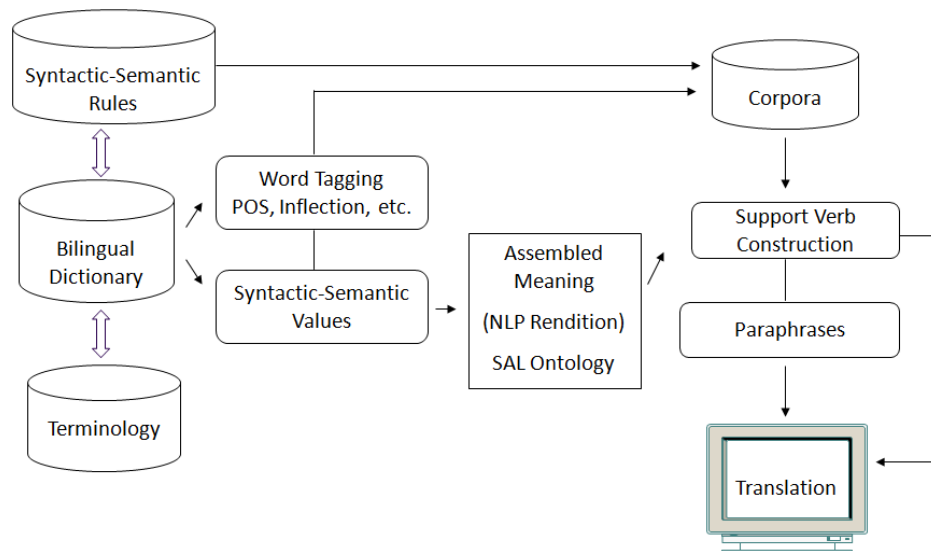 Syntactic-Semantic
Rules
Corpora
Word Tagging
POS, Inflection, etc.
Bilingual
Dictionary
Support Verb
Construction
Assembled
Meaning
(NLP Rendition)
SAL Ontology
Syntactic-Semantic
Values
Paraphrases
Terminology
Translation